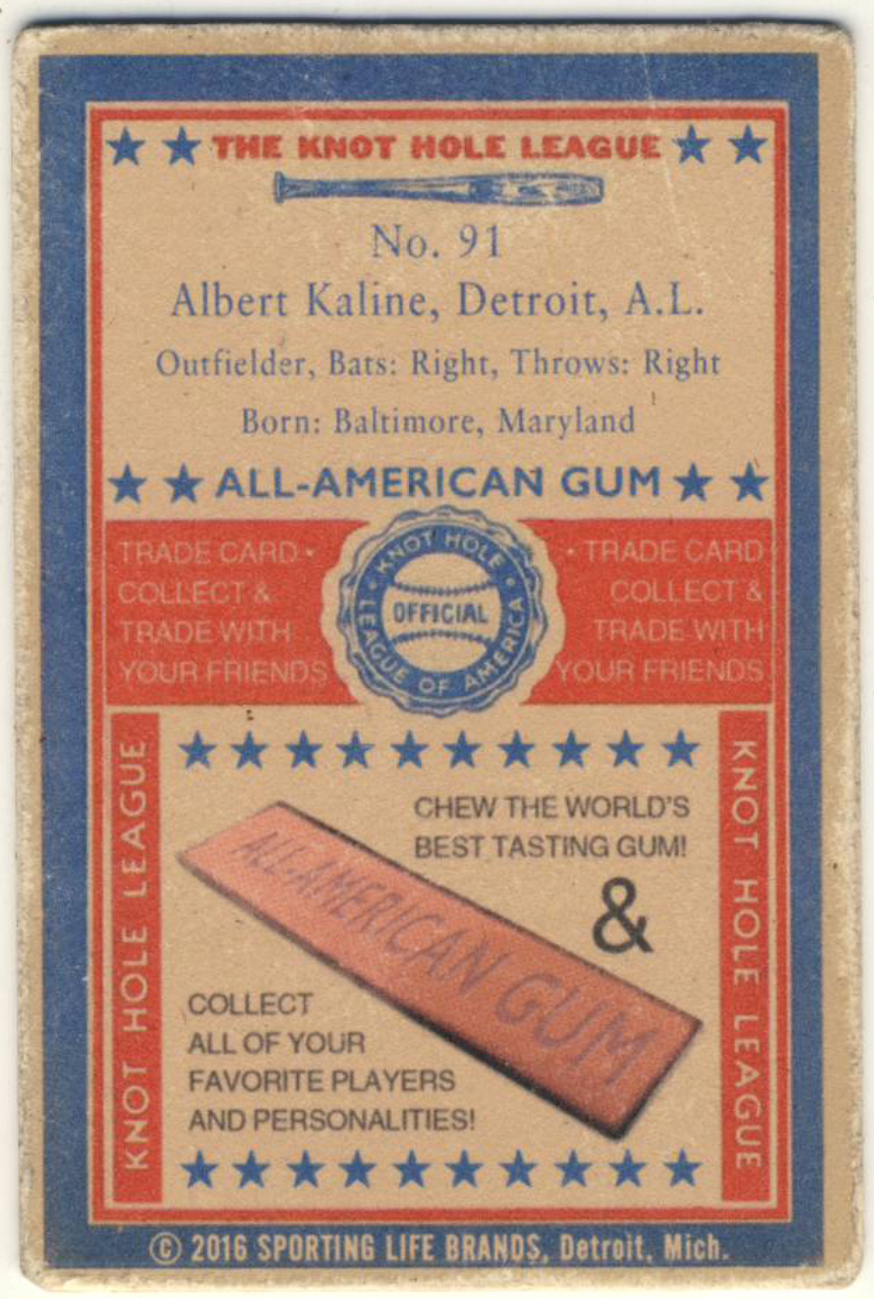 ★ ★ THE KNOT HOLE LEAGUE ★ ★
No. 91
Albert Kaline, Detroit, A.L.
Outfielder, Bats: Right, Throws: Right
Born: Baltimore, Maryland
★ ★ ALL-AMERICAN GUM ★ ★
TRADE CARD •
COLLECT &
TRADE WITH
YOUR FRIENDS
• KNOT HOLE •
OFFICIAL
LEAGUE OF AMERICA
• TRADE CARD
COLLECT &
TRADE WITH
YOUR FRIENDS
KNOT HOLE LEAGUE
CHEW THE WORLD'S
BEST TASTING GUM!
&
ALL-AMERICAN GUM
COLLECT
ALL OF YOUR
FAVORITE PLAYERS
AND PERSONALITIES!
KNOT HOLE LEAGUE
© 2016 SPORTING LIFE BRANDS, Detroit, Mich.